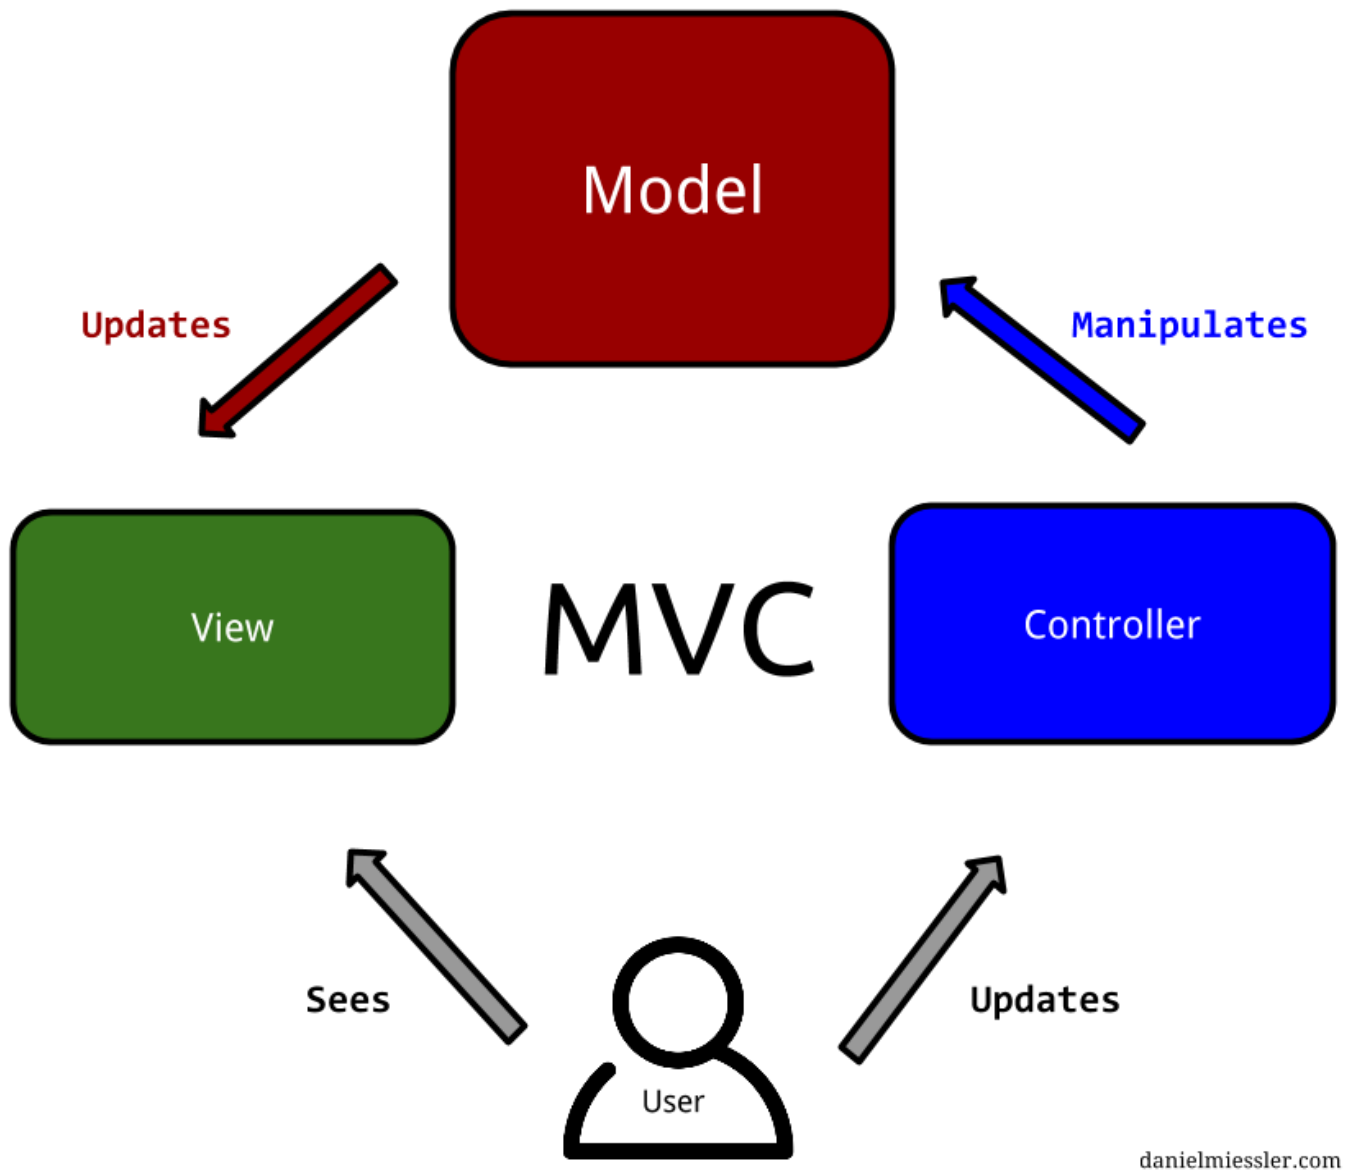 Model
Updates
Manipulates
View
MVC
Controller
Sees
Updates
User
danielmiessler.com